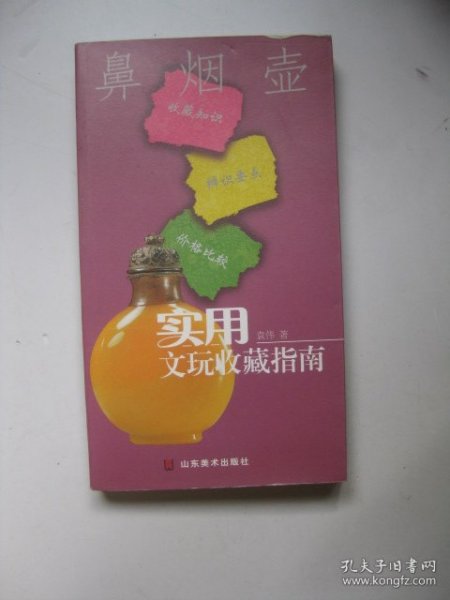 鼻烟壶
收藏知识
辨识要点
价格比较
实用
袁伟 著
文玩收藏指南
山东美术出版社
孔夫子旧书网
www.kongfz.com